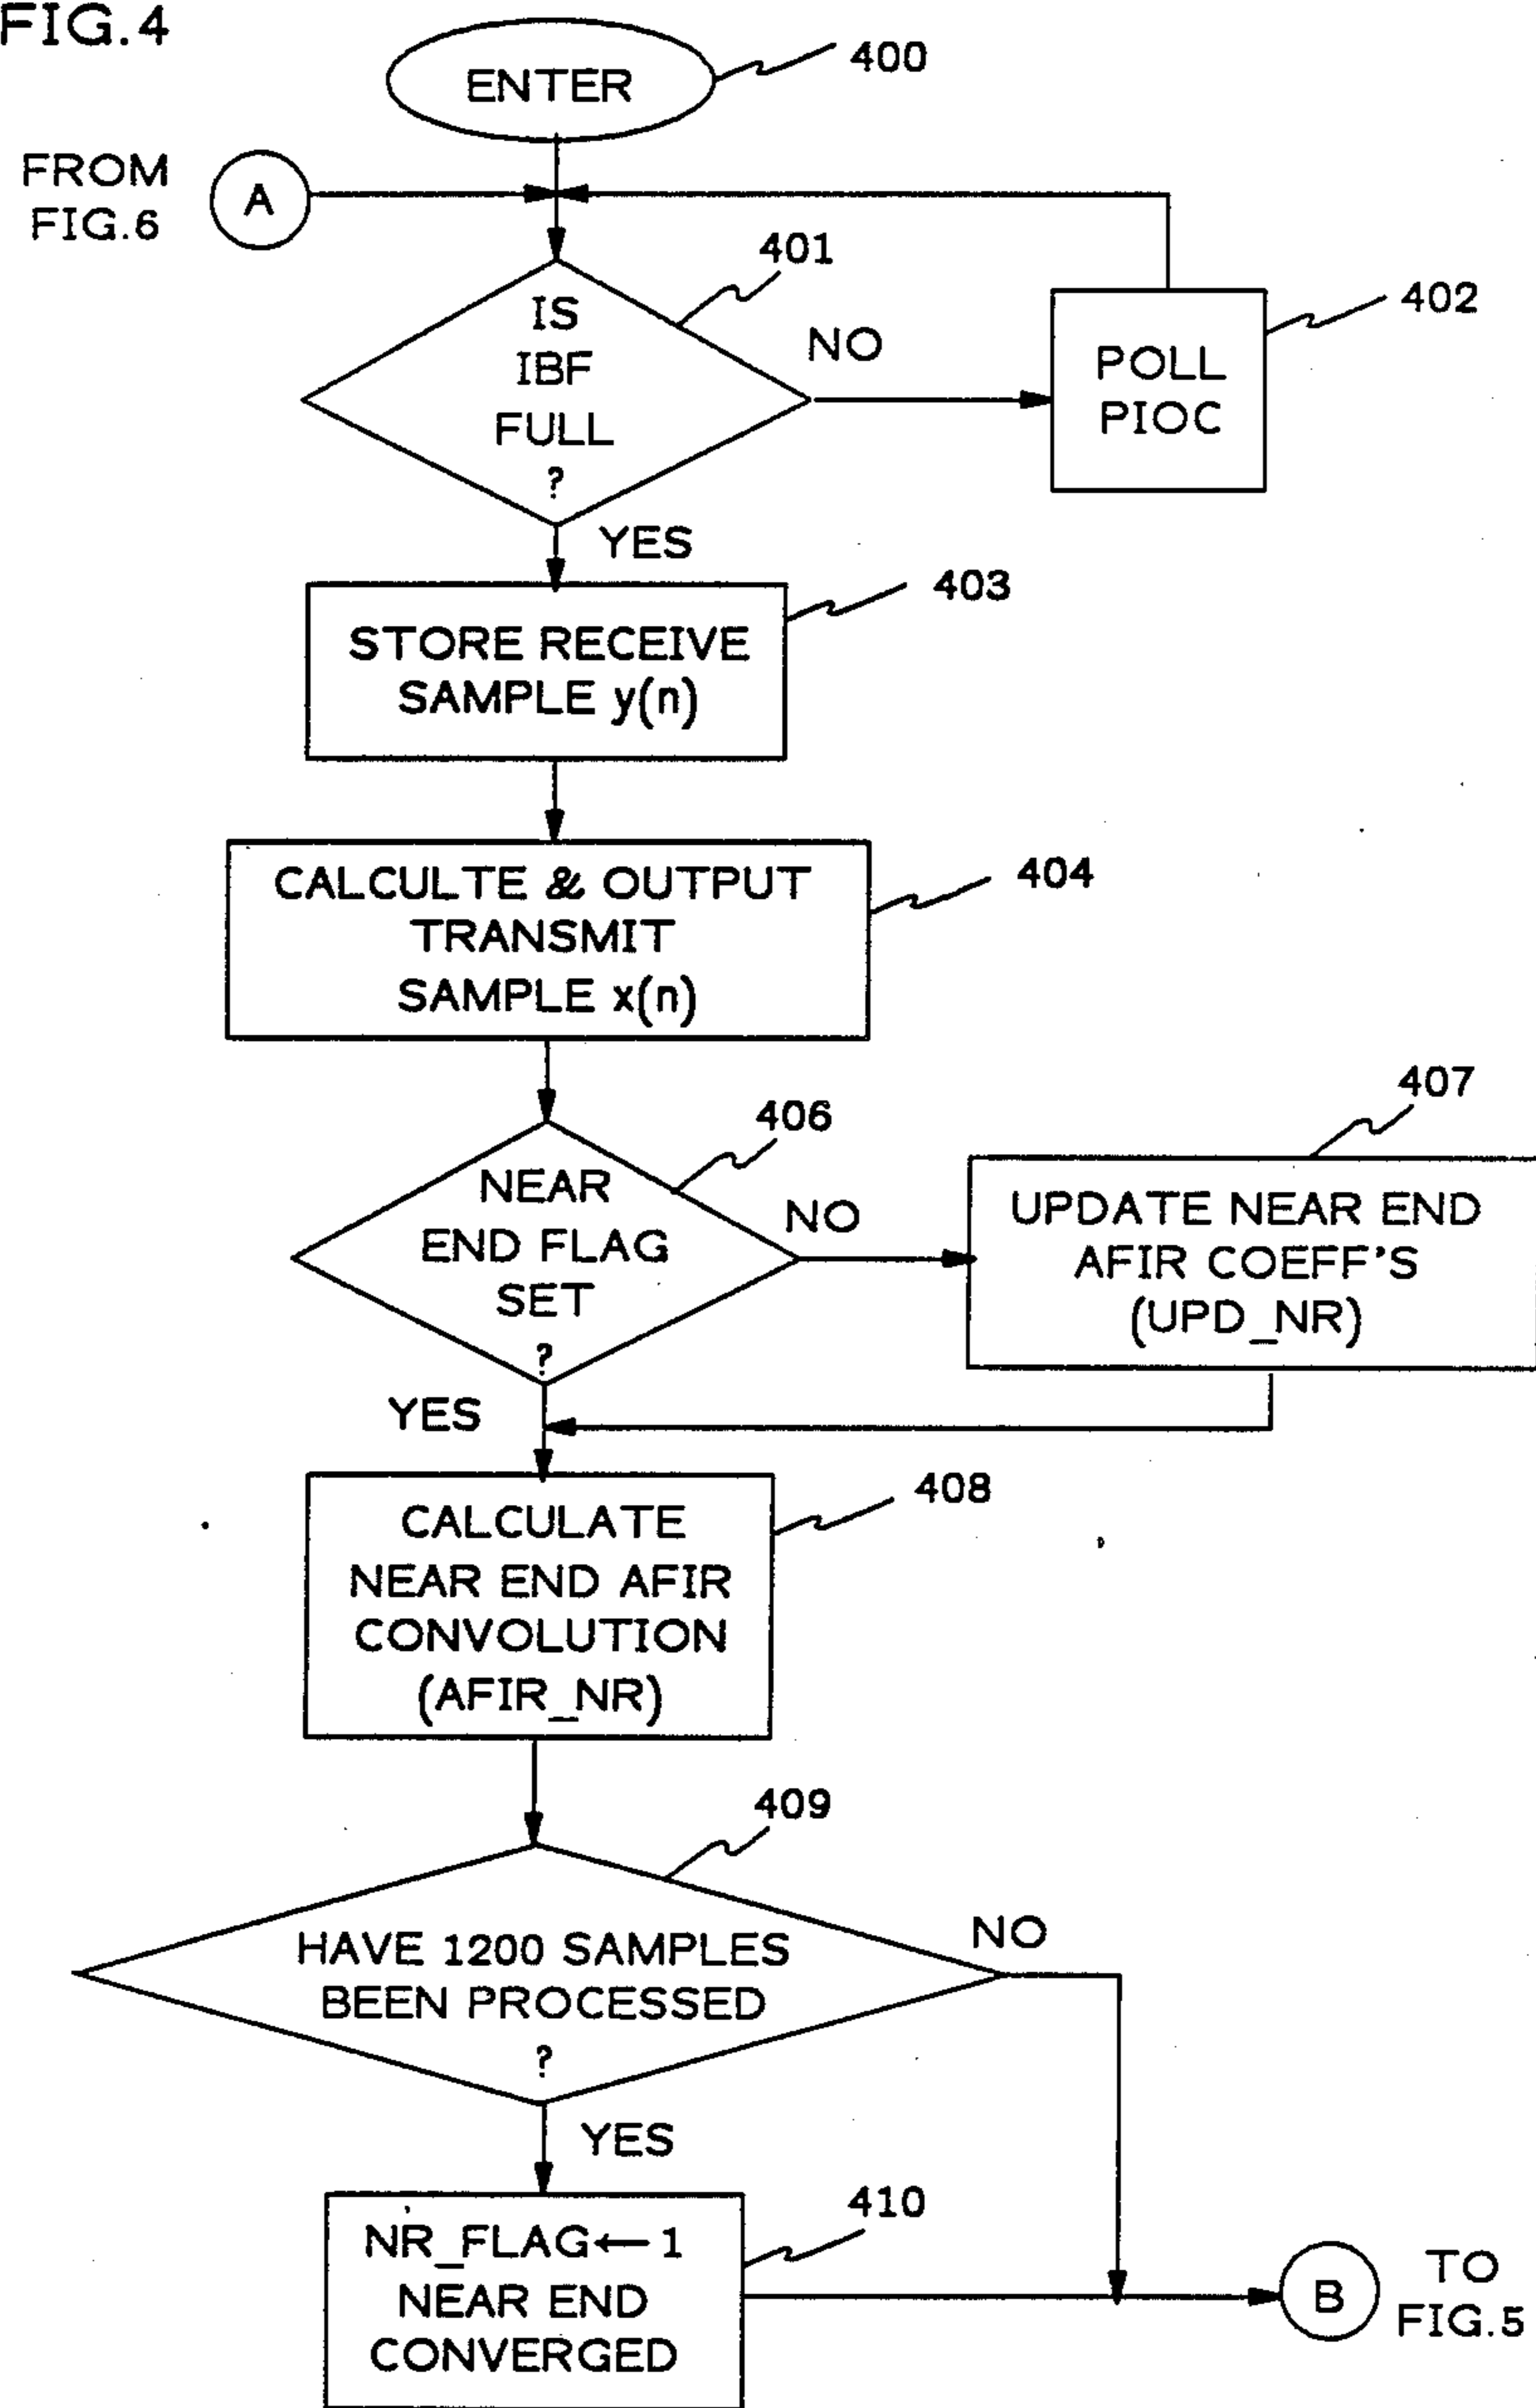 FIG.4
ENTER
400
FROM
FIG.6
A
401
IS
IBF
FULL
?
NO
402
POLL
PIOC
YES
403
STORE RECEIVE
SAMPLE y(n)
404
CALCULTE & OUTPUT
TRANSMIT
SAMPLE x(n)
406
NEAR
END FLAG
SET
?
NO
407
UPDATE NEAR END
AFIR COEFF'S
(UPD_NR)
YES
408
CALCULATE
NEAR END AFIR
CONVOLUTION
(AFIR_NR)
409
HAVE 1200 SAMPLES
BEEN PROCESSED
?
NO
YES
410
NR_FLAG←1
NEAR END
CONVERGED
B
TO
FIG.5